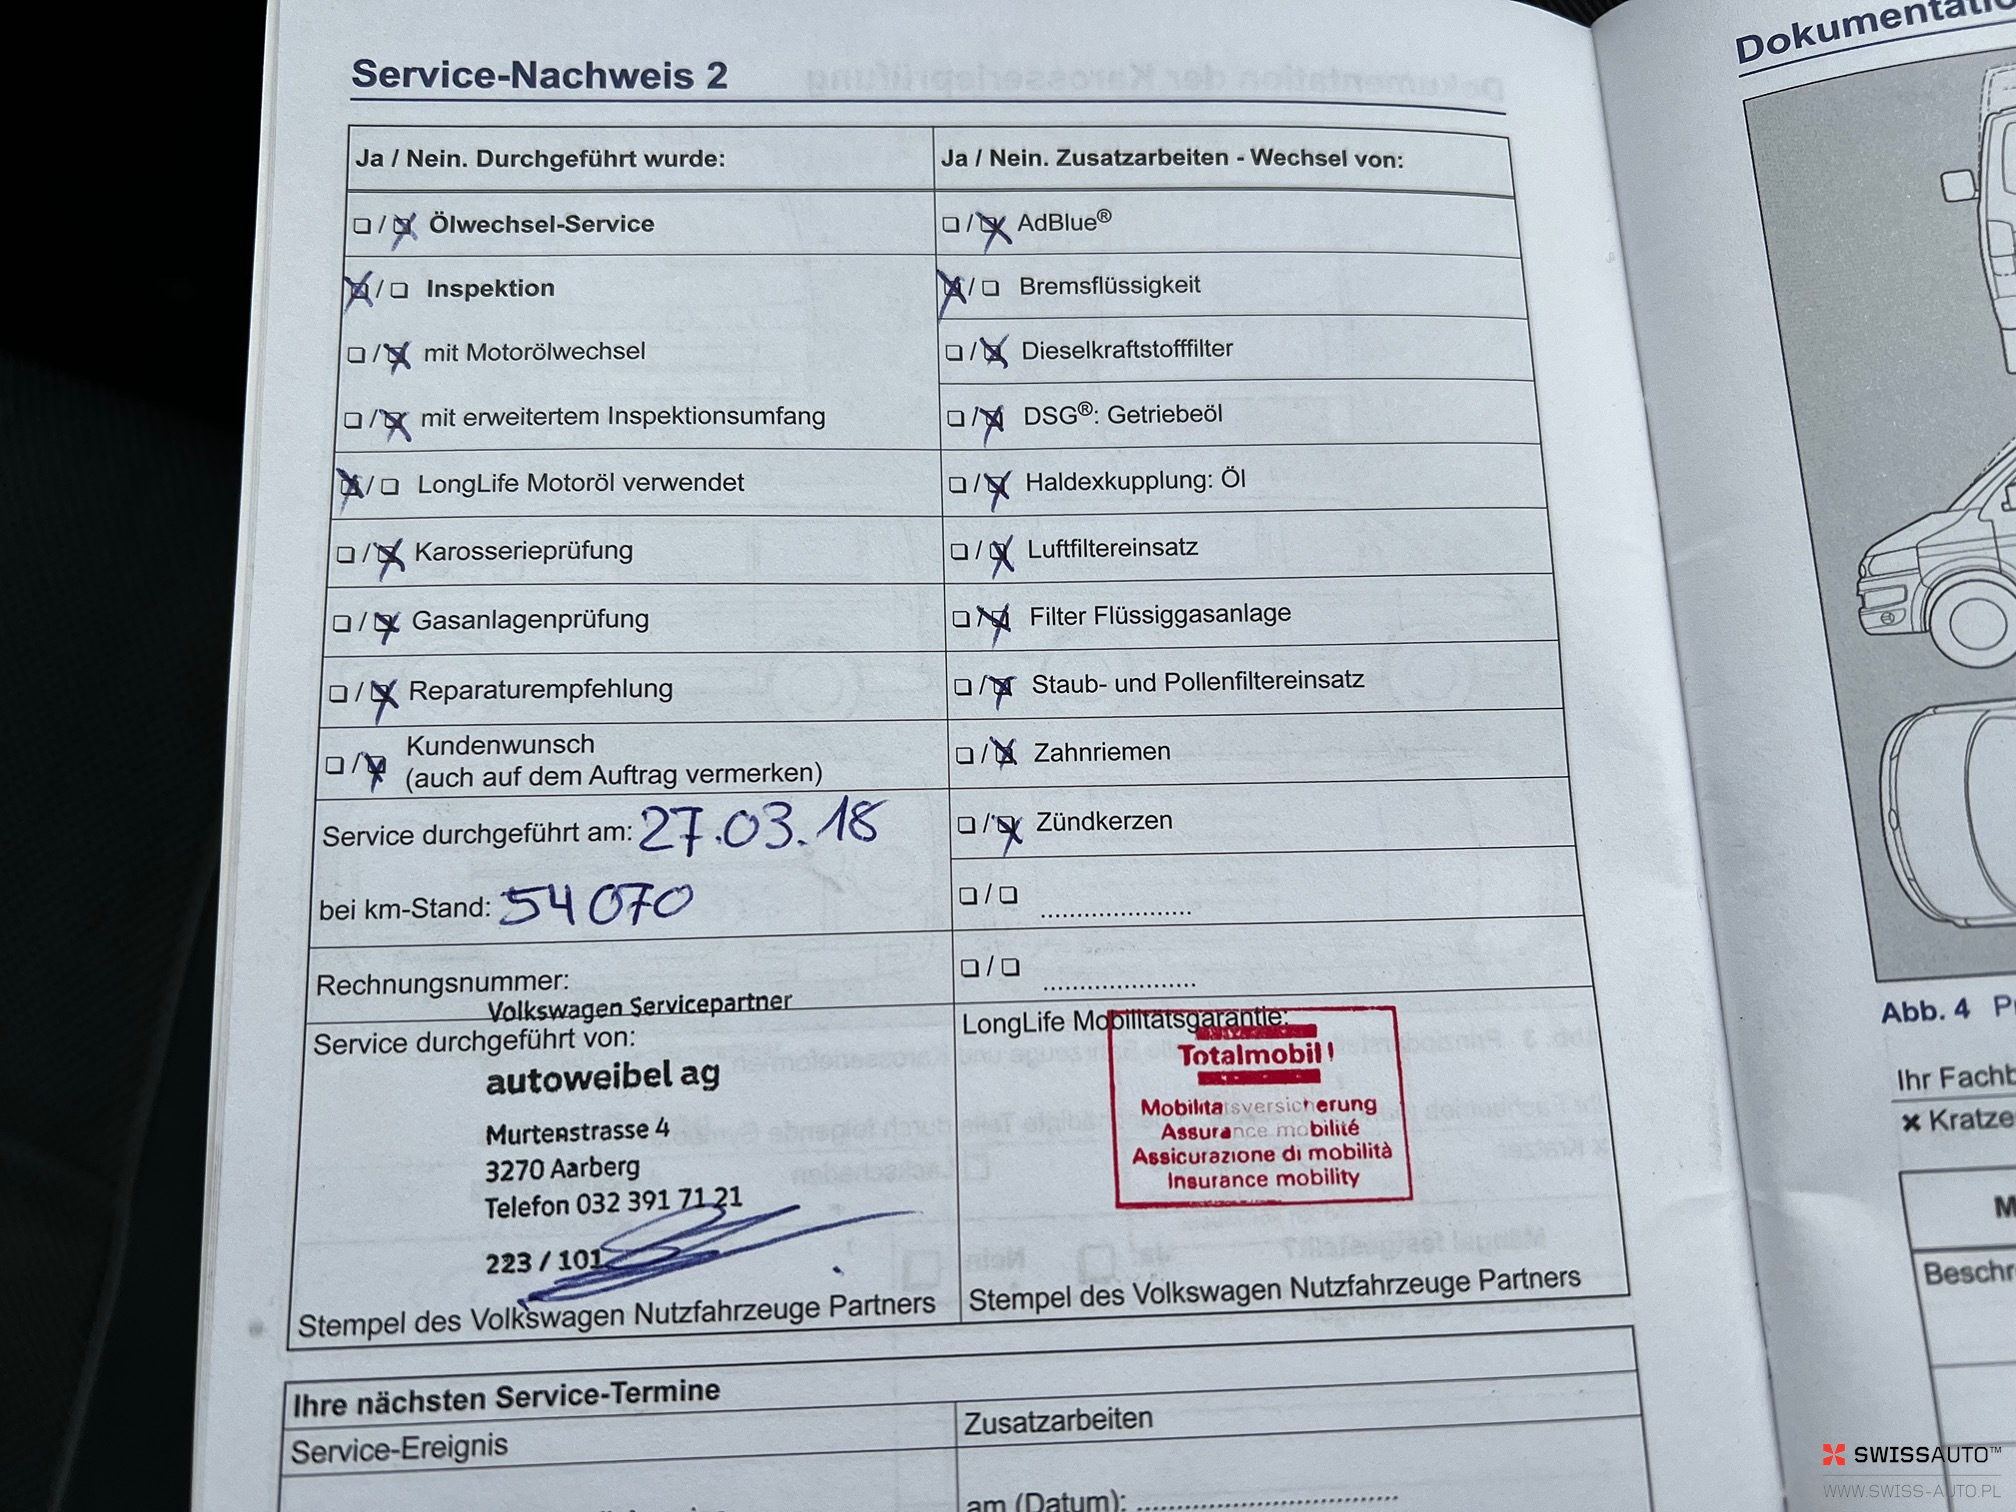 Service-Nachweis 2
Ja / Nein. Durchgeführt wurde:
Ölwechsel-Service
Inspektion
mit Motorölwechsel
mit erweitertem Inspektionsumfang
LongLife Motoröl verwendet
Karosserieprüfung
Gasanlagenprüfung
Reparaturempfehlung
Kundenwunsch
(auch auf dem Auftrag vermerken)
Service durchgeführt am: 27.03.18
bei km-Stand: 54070
Rechnungsnummer:
Volkswagen Servicepartner
Service durchgeführt von:
autoweibel ag
Murtenstrasse 4
3270 Aarberg
Telefon 032 391 71 21
223 / 101
Stempel des Volkswagen Nutzfahrzeuge Partners
Ja / Nein. Zusatzarbeiten - Wechsel von:
AdBlue®
Bremsflüssigkeit
Dieselkraftstofffilter
DSG®: Getriebeöl
Haldexkupplung: Öl
Luftfiltereinsatz
Filter Flüssiggasanlage
Staub- und Pollenfiltereinsatz
Zahnriemen
Zündkerzen
LongLife Mobilitätsgarantie:
Totalmobil!
Mobilitätsversicherung
Assurance mobilité
Assicurazione di mobilità
Insurance mobility
Stempel des Volkswagen Nutzfahrzeuge Partners
Ihre nächsten Service-Termine
Service-Ereignis
Zusatzarbeiten
am (Datum):
Abb. 4
Ihr
SWISSAUTO™
WWW.SWISS-AUTO.PL